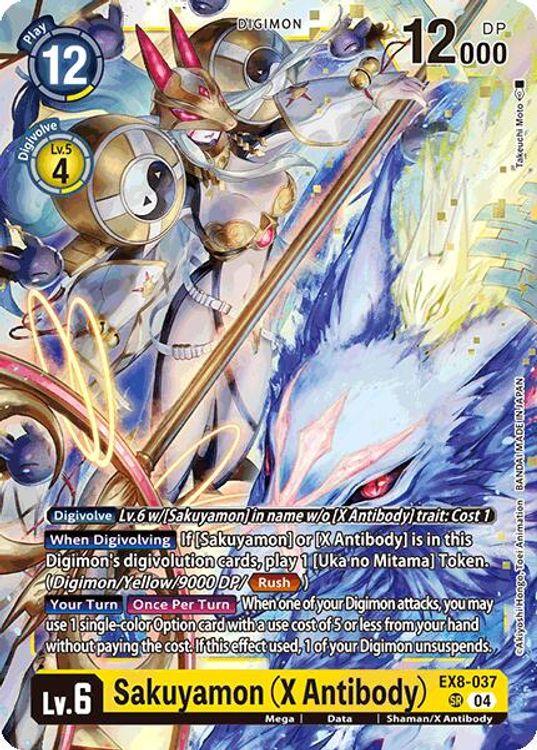 Play
DIGIMON
DP
12
12000
Digivolve
Lv.5
4
Takeuchi Moto
©Akiyoshi Hongo, Toei Animation BANDAI MADE IN JAPAN
Digivolve Lv.6 w/[Sakuyamon] in name w/o [X Antibody] trait: Cost 1
When Digivolving If [Sakuyamon] or [X Antibody] is in this
Digimon's digivolution cards, play 1 [Uka no Mitama] Token.
(Digimon/Yellow/9000 DP/ Rush )
Your Turn Once Per Turn When one of your Digimon attacks, you may
use 1 single-color Option card with a use cost of 5 or less from your hand
without paying the cost. If this effect used, 1 of your Digimon unsuspends.
Lv.6
Sakuyamon (X Antibody)
EX8-037
SR 04
Mega | Data | Shaman/X Antibody